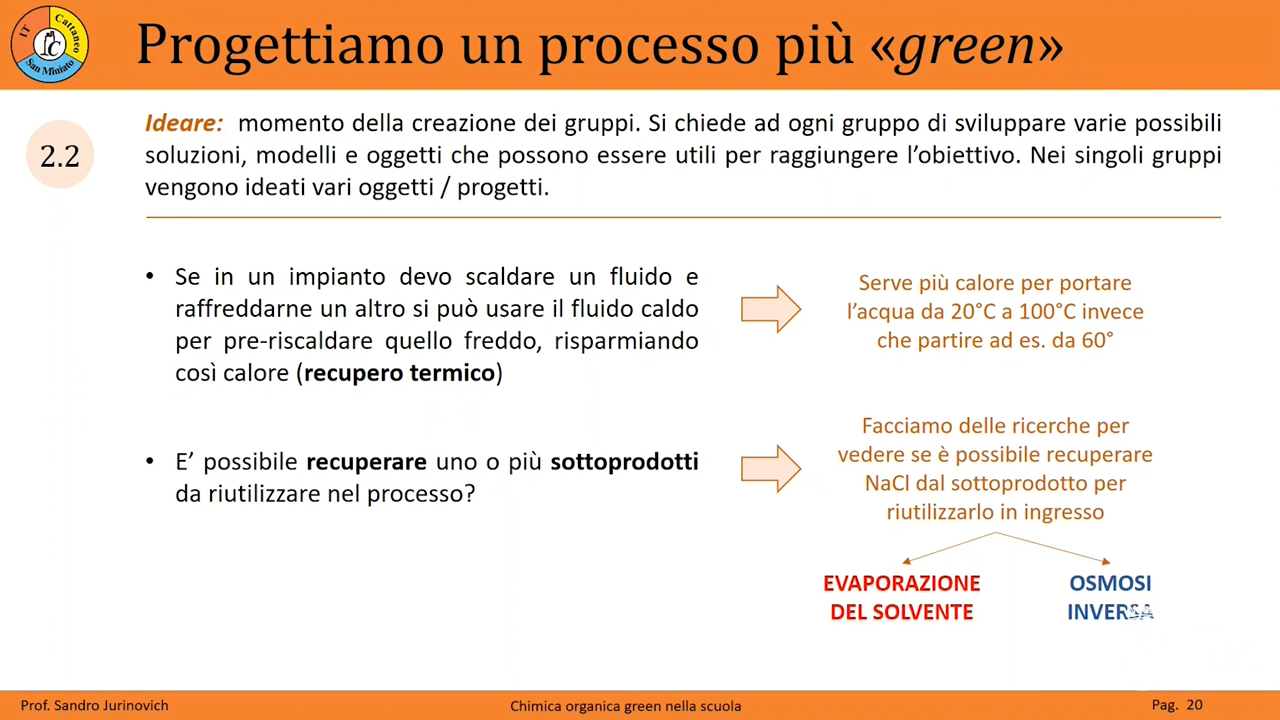 IT Cattaneo San Miniato
Progettiamo un processo più «green»
2.2
Ideare: momento della creazione dei gruppi. Si chiede ad ogni gruppo di sviluppare varie possibili
soluzioni, modelli e oggetti che possono essere utili per raggiungere l’obiettivo. Nei singoli gruppi
vengono ideati vari oggetti / progetti.
• Se in un impianto devo scaldare un fluido e
raffreddarne un altro si può usare il fluido caldo
per pre-riscaldare quello freddo, risparmiando
così calore (recupero termico)
Serve più calore per portare
l’acqua da 20°C a 100°C invece
che partire ad es. da 60°
• E’ possibile recuperare uno o più sottoprodotti
da riutilizzare nel processo?
Facciamo delle ricerche per
vedere se è possibile recuperare
NaCl dal sottoprodotto per
riutilizzarlo in ingresso
EVAPORAZIONE
DEL SOLVENTE
OSMOSI
INVERSA
Prof. Sandro Jurinovich
Chimica organica green nella scuola
Pag. 20